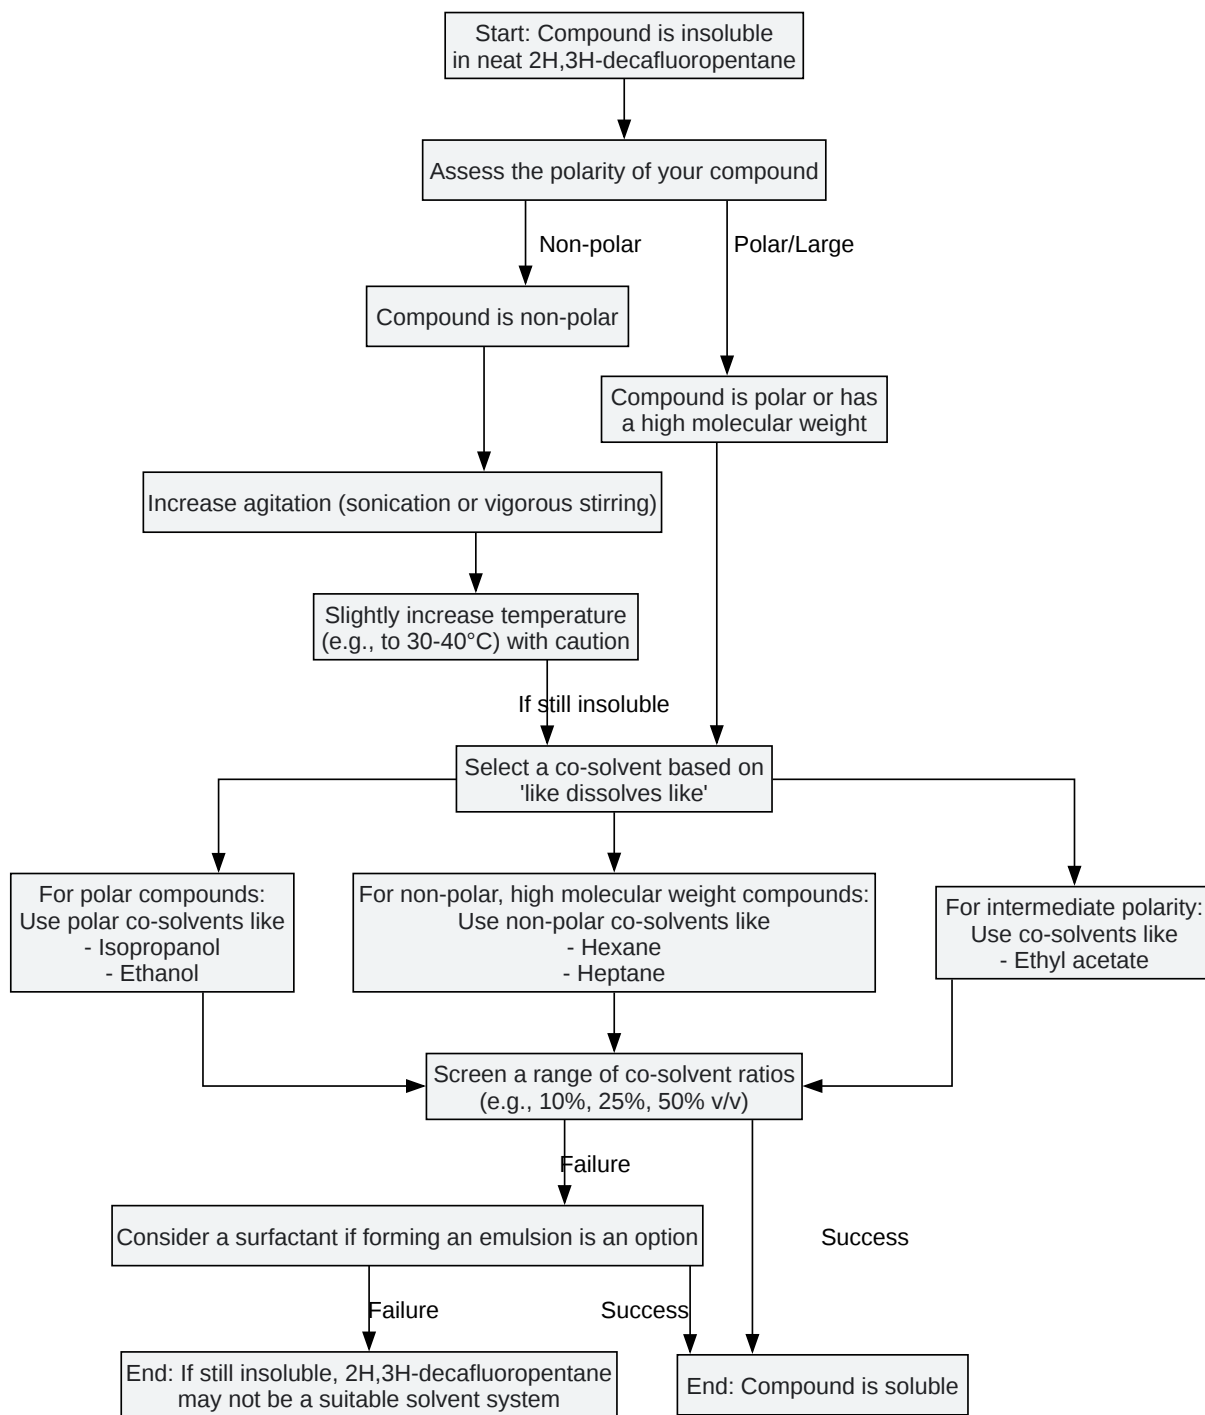 Start: Compound is insoluble
in neat 2H,3H-decafluoropentane
Assess the polarity of your compound
Non-polar
Polar/Large
Compound is non-polar
Compound is polar or has
a high molecular weight
Increase agitation (sonication or vigorous stirring)
Slightly increase temperature
(e.g., to 30-40°C) with caution
If still insoluble
Select a co-solvent based on
'like dissolves like'
For polar compounds:
Use polar co-solvents like
- Isopropanol
- Ethanol
For non-polar, high molecular weight compounds:
Use non-polar co-solvents like
- Hexane
- Heptane
For intermediate polarity:
Use co-solvents like
- Ethyl acetate
Screen a range of co-solvent ratios
(e.g., 10%, 25%, 50% v/v)
Failure
Consider a surfactant if forming an emulsion is an option
Success
Failure
Success
End: If still insoluble, 2H,3H-decafluoropentane
may not be a suitable solvent system
End: Compound is soluble